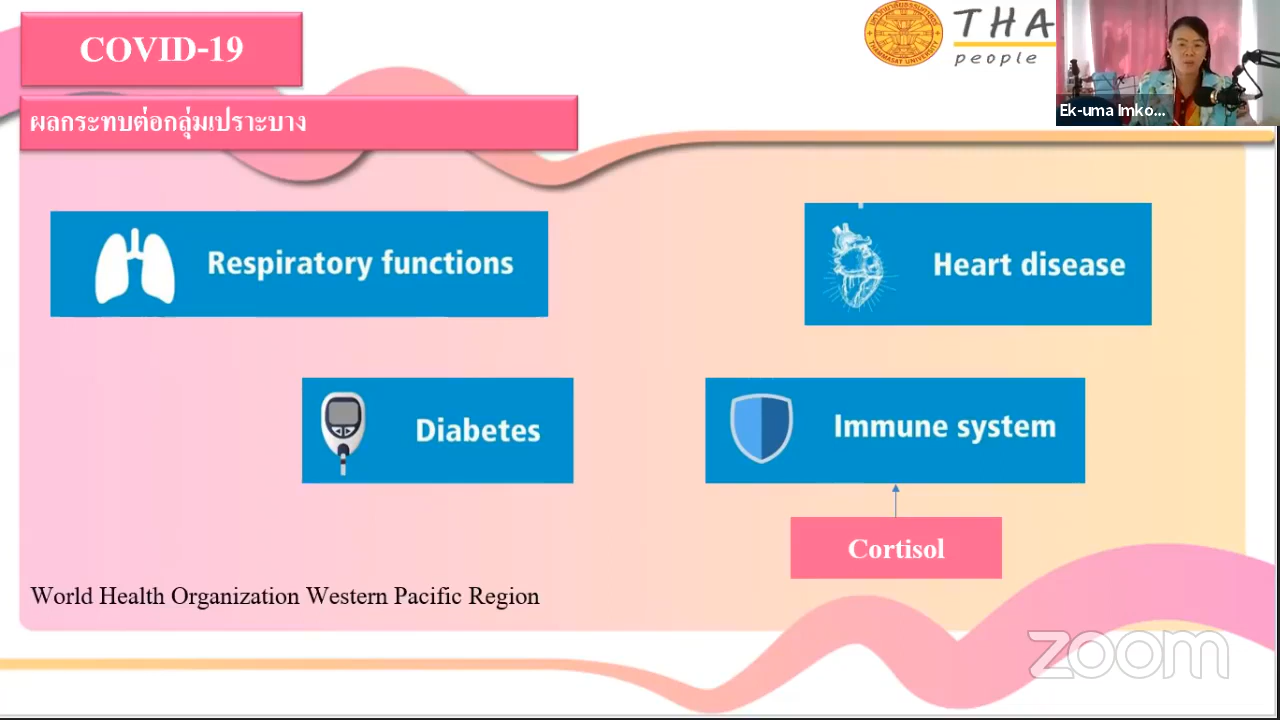 COVID-19
ผลกระทบต่อกลุ่มเปราะบาง
THA
people
Ek-uma Imko...
Respiratory functions
Heart disease
Diabetes
Immune system
Cortisol
World Health Organization Western Pacific Region
zoom